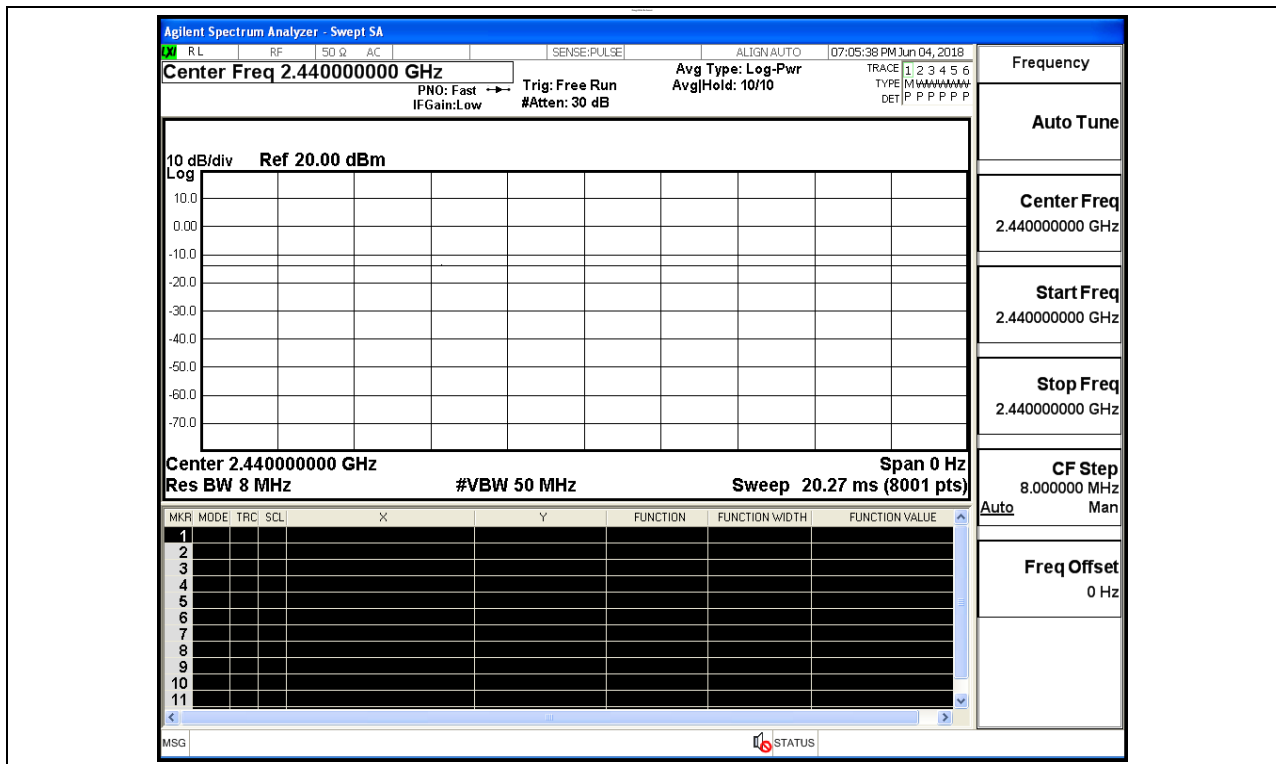 Agilent Spectrum Analyzer - Swept SA
LXI RL RF 50 Ω AC SENSE:PULSE ALIGN AUTO 07:05:38 PM Jun 04, 2018
Center Freq 2.440000000 GHz
PNO: Fast
IFGain:Low
Trig: Free Run
#Atten: 30 dB
Avg Type: Log-Pwr
Avg|Hold: 10/10
TRACE 1 2 3 4 5 6
TYPE M WWWWW
DET P P P P P P
10 dB/div Ref 20.00 dBm
Log
10.0
0.00
-10.0
-20.0
-30.0
-40.0
-50.0
-60.0
-70.0
Center 2.440000000 GHz Span 0 Hz
Res BW 8 MHz #VBW 50 MHz Sweep 20.27 ms (8001 pts)
MKR MODE TRC SCL X Y FUNCTION FUNCTION WIDTH FUNCTION VALUE
1
2
3
4
5
6
7
8
9
10
11
MSG STATUS
Frequency
Auto Tune
Center Freq
2.440000000 GHz
Start Freq
2.440000000 GHz
Stop Freq
2.440000000 GHz
CF Step
8.000000 MHz
Auto Man
Freq Offset
0 Hz